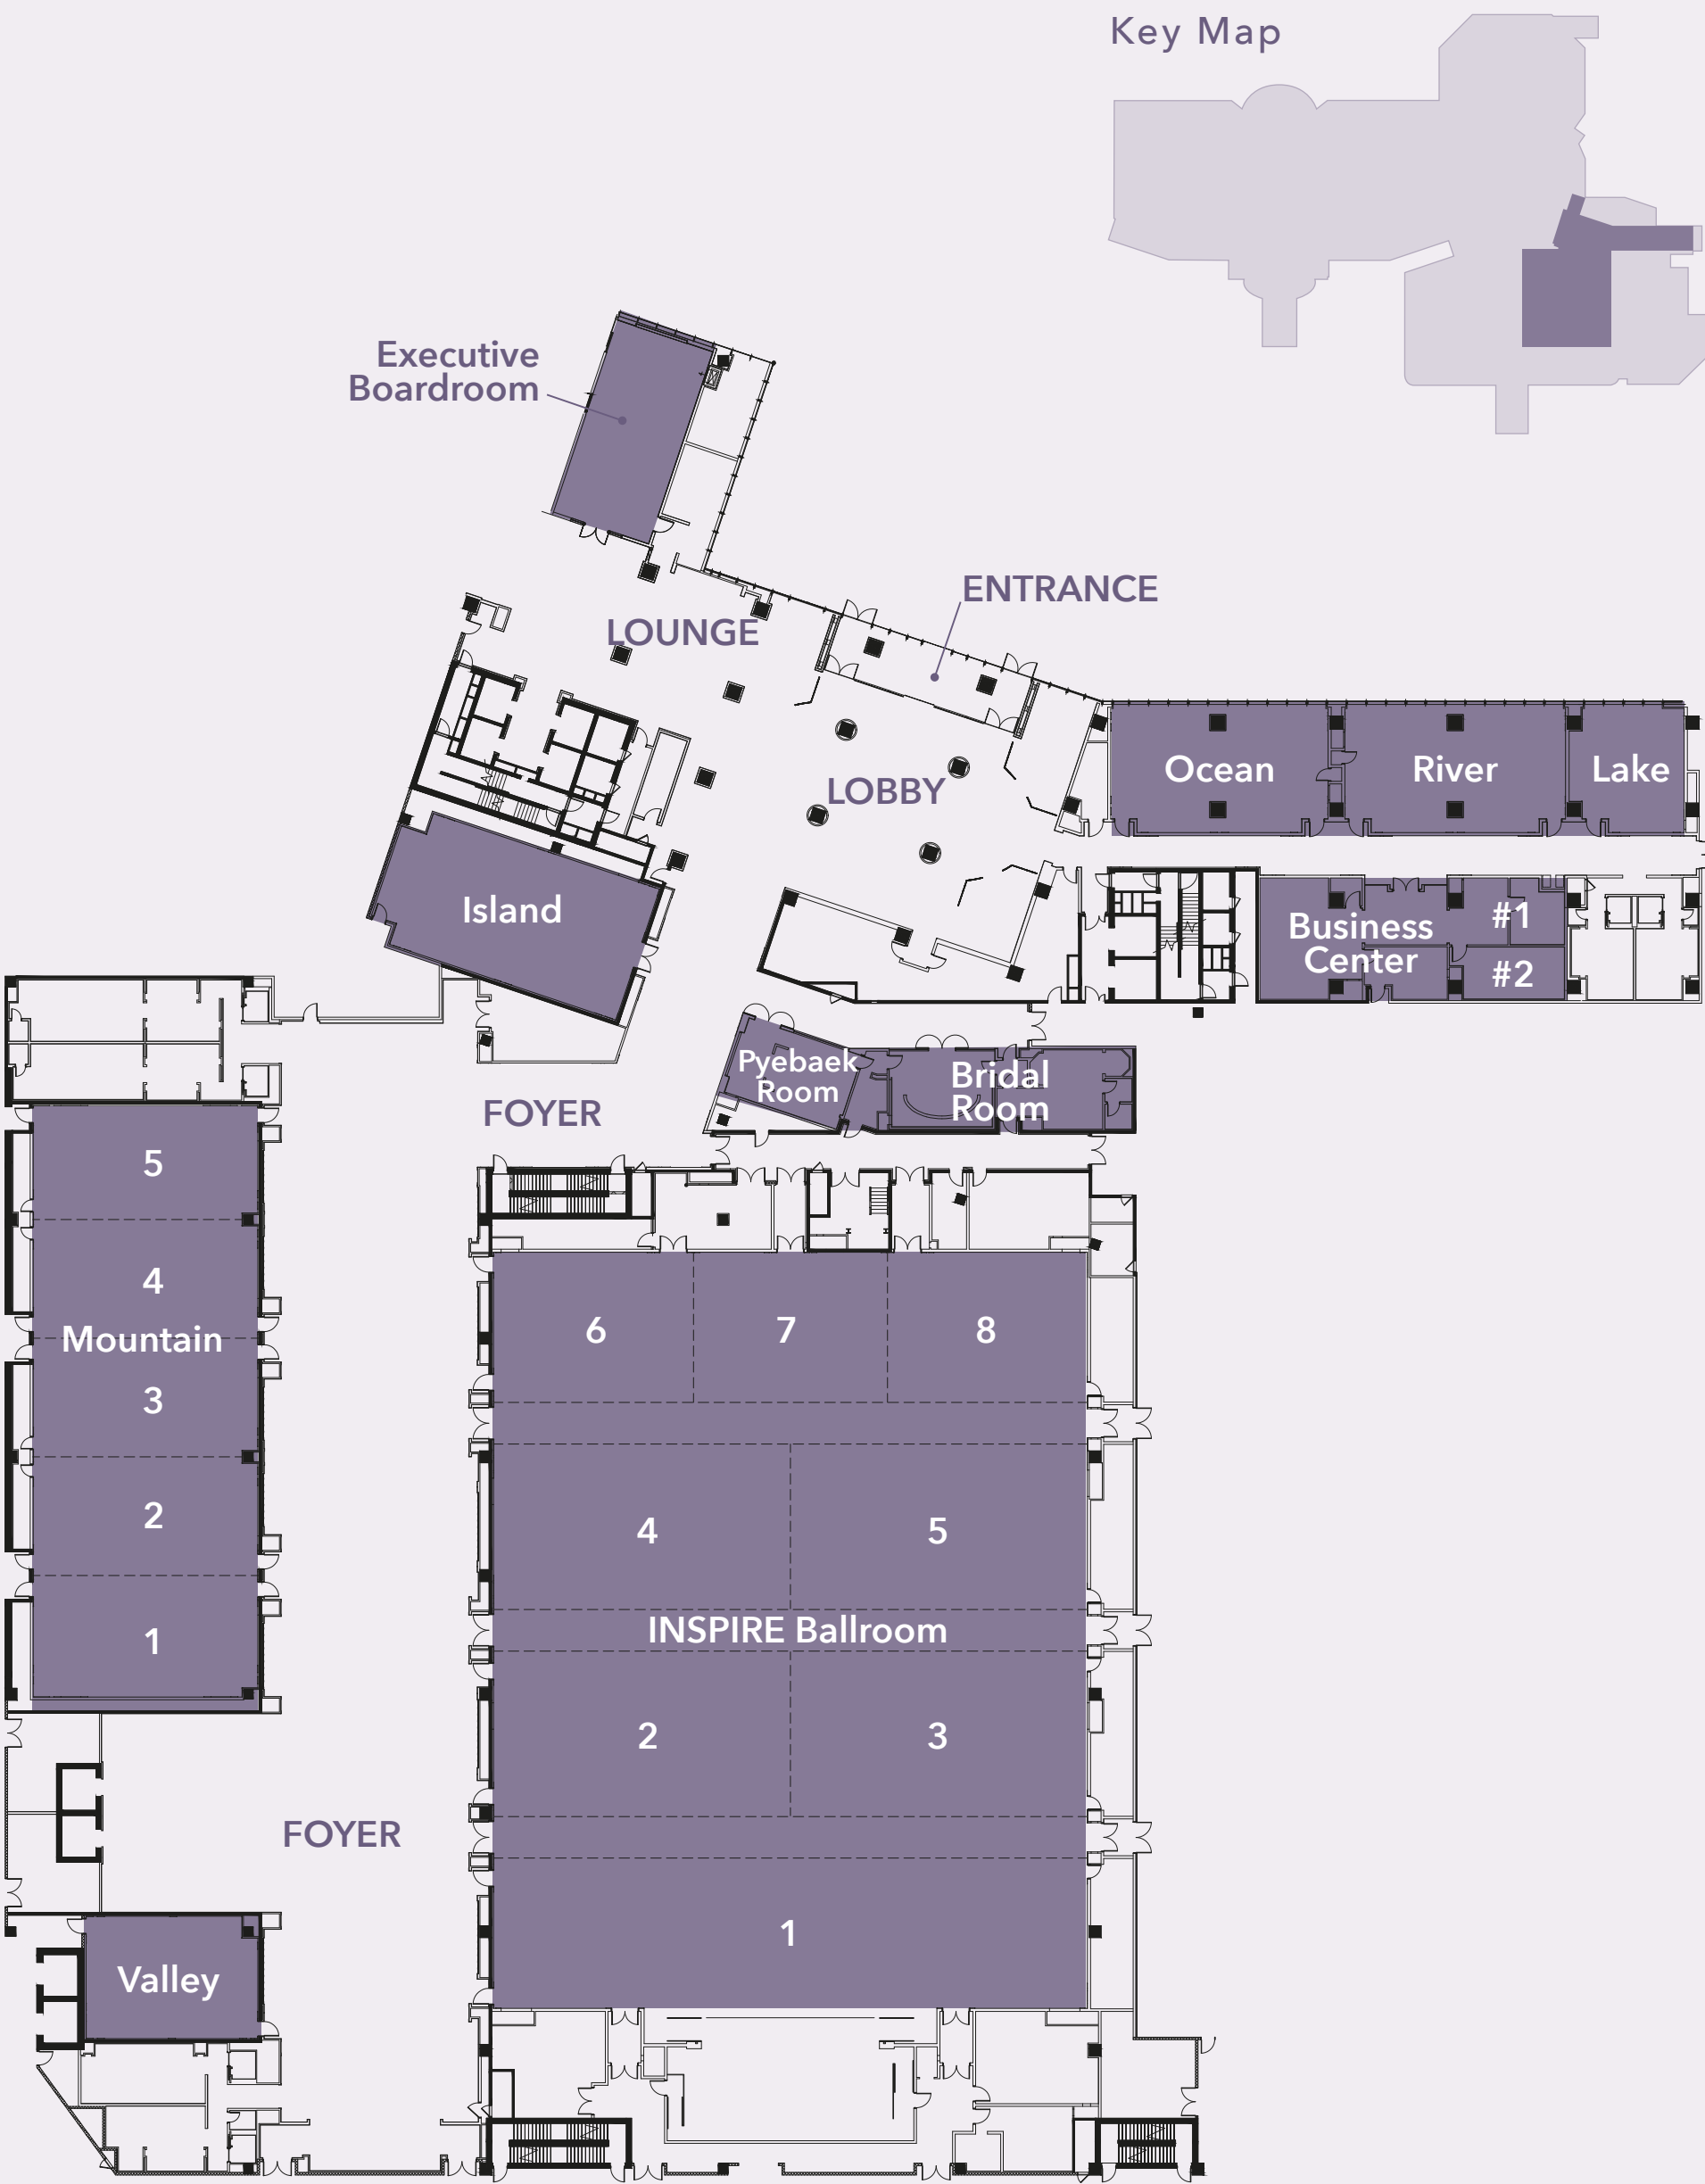 Key Map
Executive
Boardroom
ENTRANCE
LOUNGE
Ocean
River
Lake
LOBBY
Island
Business
Center
#1
#2
Pyebaek
Room
Bridal
Room
FOYER
5
4
Mountain
3
2
1
6
7
8
4
5
INSPIRE Ballroom
2
3
1
FOYER
Valley